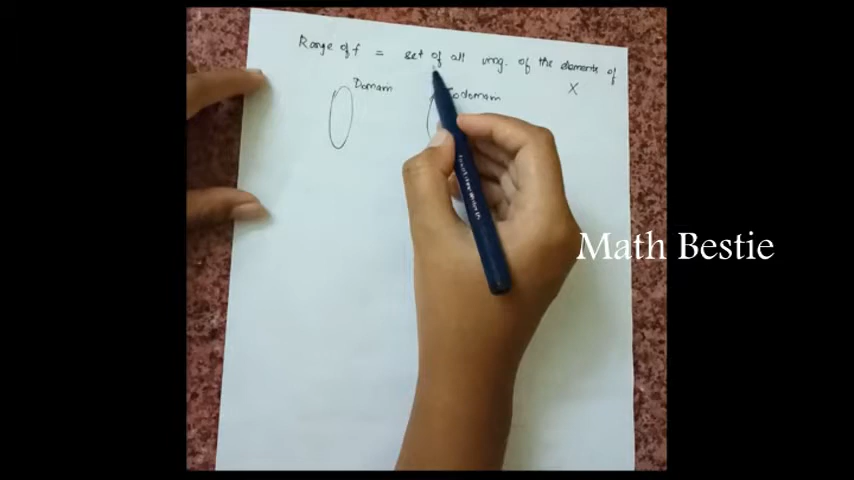 Range of f = set of all img. of the elements of
X
Domain
Codomain
Math Bestie